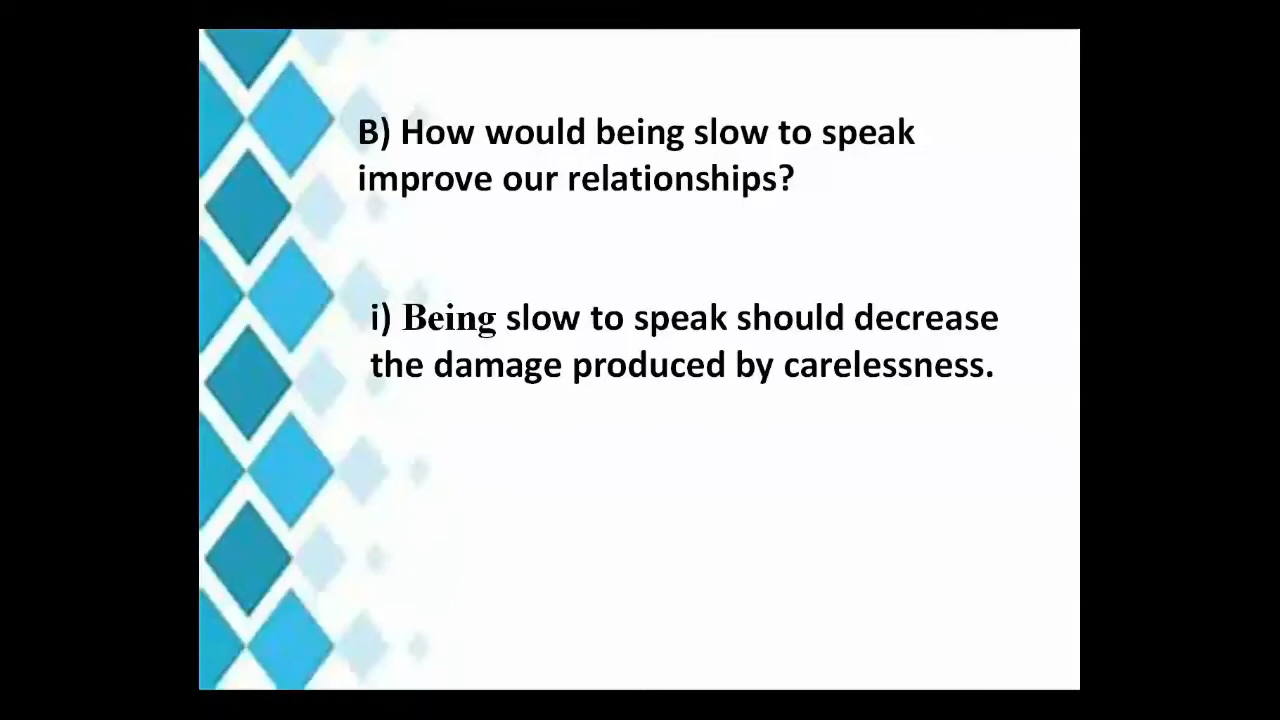 B) How would being slow to speak
improve our relationships?
i) Being slow to speak should decrease
the damage produced by carelessness.